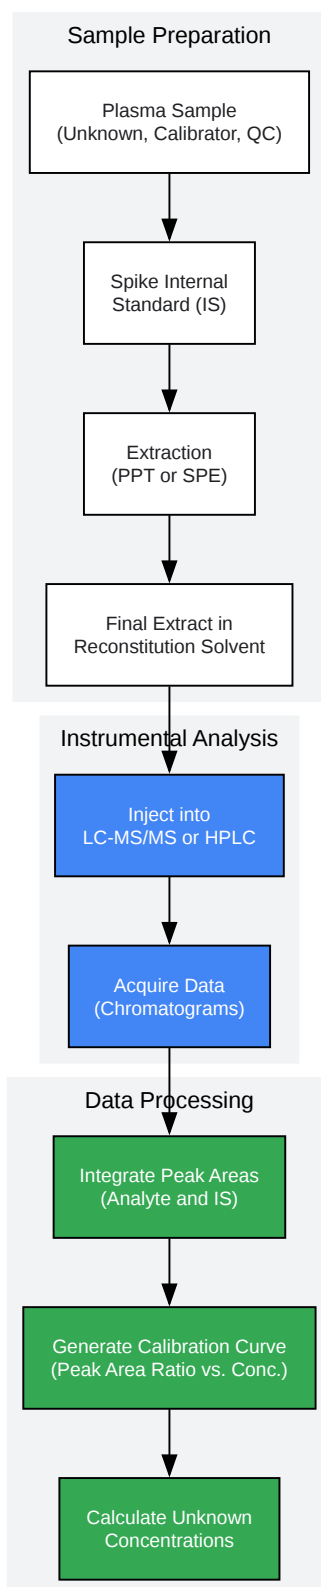 Sample Preparation
Plasma Sample
(Unknown, Calibrator, QC)
Spike Internal
Standard (IS)
Extraction
(PPT or SPE)
Final Extract in
Reconstitution Solvent
Instrumental Analysis
Inject into
LC-MS/MS or HPLC
Acquire Data
(Chromatograms)
Data Processing
Integrate Peak Areas
(Analyte and IS)
Generate Calibration Curve
(Peak Area Ratio vs. Conc.)
Calculate Unknown
Concentrations